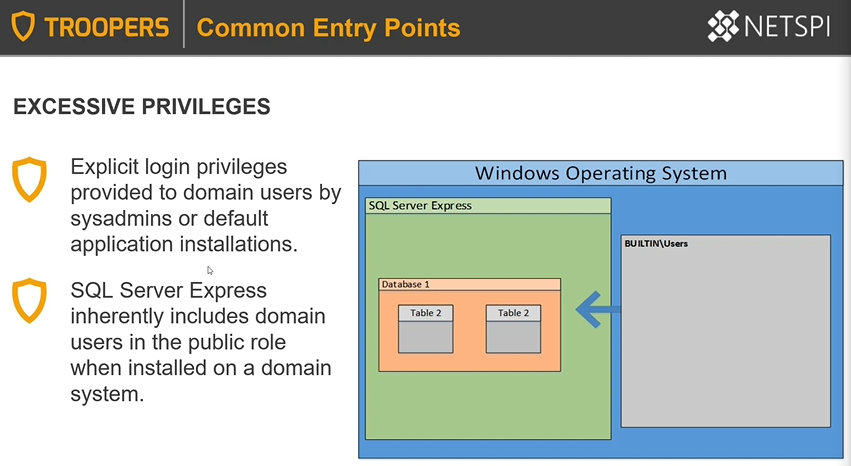 TROOPERS
Common Entry Points
NETSPI
EXCESSIVE PRIVILEGES
Explicit login privileges
provided to domain users by
sysadmins or default
application installations.
SQL Server Express
inherently includes domain
users in the public role
when installed on a domain
system.
Windows Operating System
SQL Server Express
BUILTIN\Users
Database 1
Table 2
Table 2